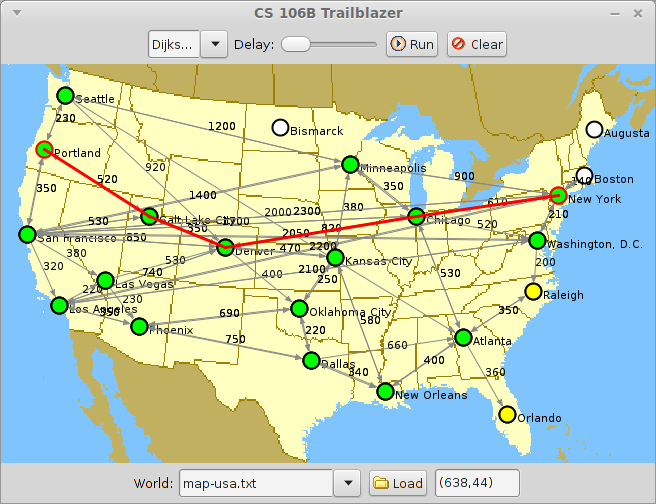 CS 106B Trailblazer
Dijks... Delay: Run Clear
Seattle
230
1200
Bismarck
Augusta
Portland
920
Minneapolis
900
Boston
140
520
350
350
1400
380
610
New York
530
Salt Lake City
2000
2300
Chicago
210
San Francisco
850
350
2050
820
520
Washington, D.C.
380
Denver
470
2200
740
530
Kansas City
200
320
400
2100
530
Las Vegas
250
220
230
Raleigh
Los Angeles
350
690
Oklahoma City
580
350
Phoenix
220
750
660
Atlanta
Dallas
400
340
360
New Orleans
Orlando
World: map-usa.txt Load (638,44)